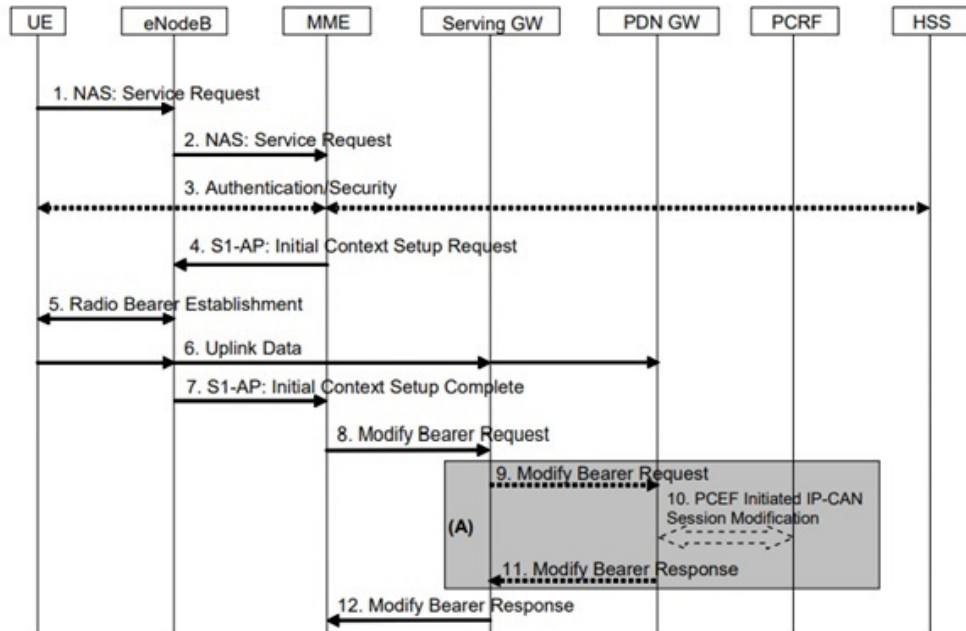 UE eNodeB MME Serving GW PDN GW PCRF HSS
1. NAS: Service Request
2. NAS: Service Request
3. Authentication/Security
4. S1-AP: Initial Context Setup Request
5. Radio Bearer Establishment
6. Uplink Data
7. S1-AP: Initial Context Setup Complete
8. Modify Bearer Request
9. Modify Bearer Request
10. PCEF Initiated IP-CAN
Session Modification
(A)
11. Modify Bearer Response
12. Modify Bearer Response